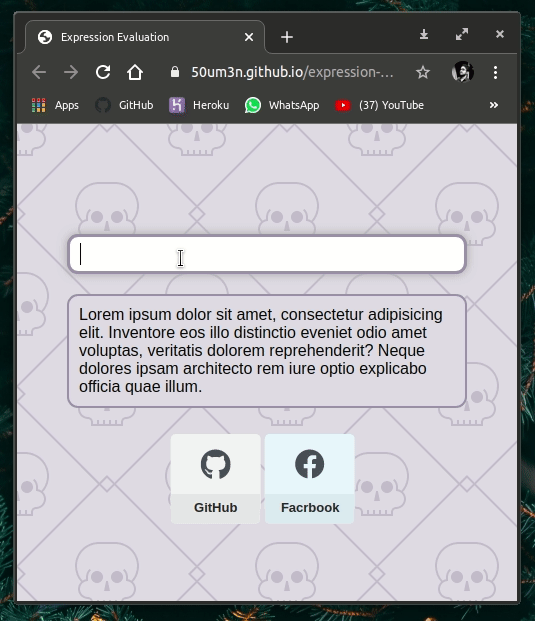 Expression Evaluation
50um3n.github.io/expression-...
Apps GitHub Heroku WhatsApp (37) YouTube »
Lorem ipsum dolor sit amet, consectetur adipisicing
elit. Inventore eos illo distinctio eveniet odio amet
voluptas, veritatis dolorem reprehenderit? Neque
dolores ipsam architecto rem iure optio explicabo
officia quae illum.
GitHub Facrbook